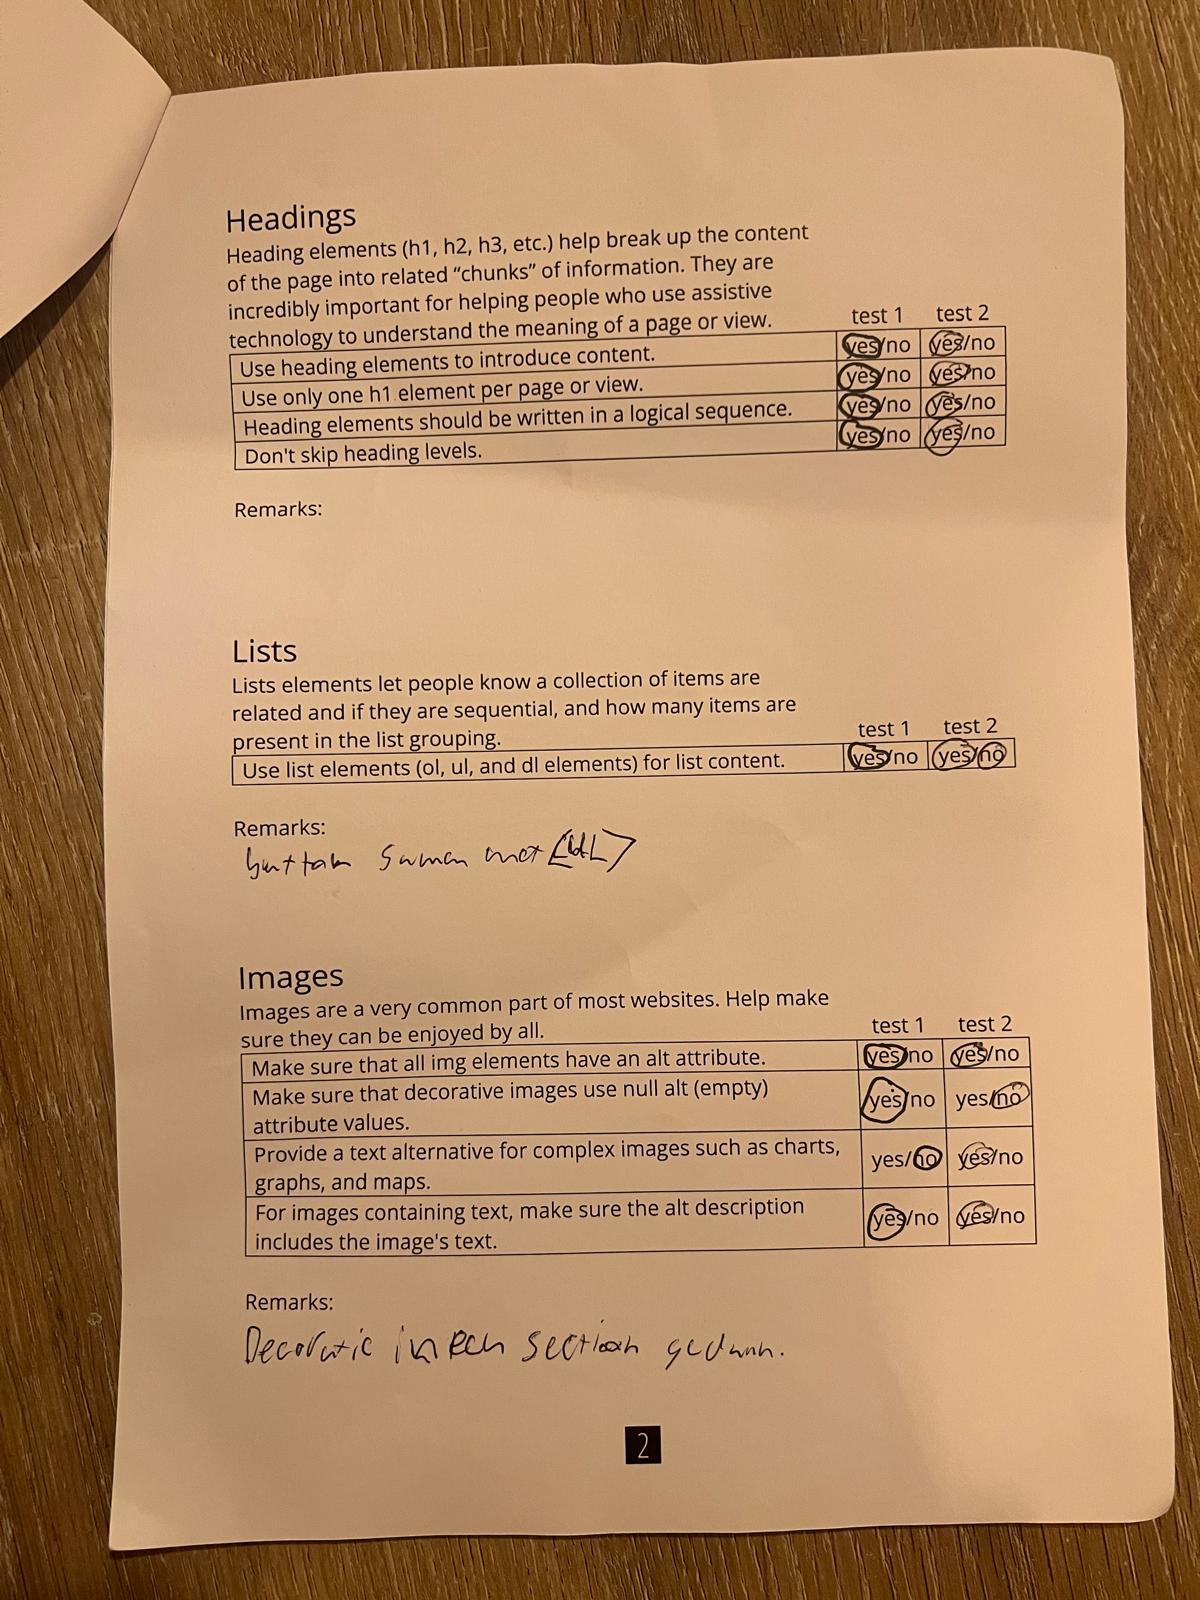 Headings
Heading elements (h1, h2, h3, etc.) help break up the content
of the page into related “chunks” of information. They are
incredibly important for helping people who use assistive
technology to understand the meaning of a page or view.
test 1 test 2
Use heading elements to introduce content. yes/no yes/no
Use only one h1 element per page or view. yes/no yes/no
Heading elements should be written in a logical sequence. yes/no yes/no
Don't skip heading levels. yes/no yes/no
Remarks:
Lists
Lists elements let people know a collection of items are
related and if they are sequential, and how many items are
present in the list grouping.
test 1 test 2
Use list elements (ol, ul, and dl elements) for list content. yes/no yes/no
Remarks:
met
Images
Images are a very common part of most websites. Help make
sure they can be enjoyed by all.
test 1 test 2
Make sure that all img elements have an alt attribute. yes/no yes/no
Make sure that decorative images use null alt (empty) yes/no yes/no
attribute values.
Provide a text alternative for complex images such as charts, yes/no yes/no
graphs, and maps.
For images containing text, make sure the alt description yes/no yes/no
includes the image's text.
Remarks:
Decoratie in een section gedaan.
2